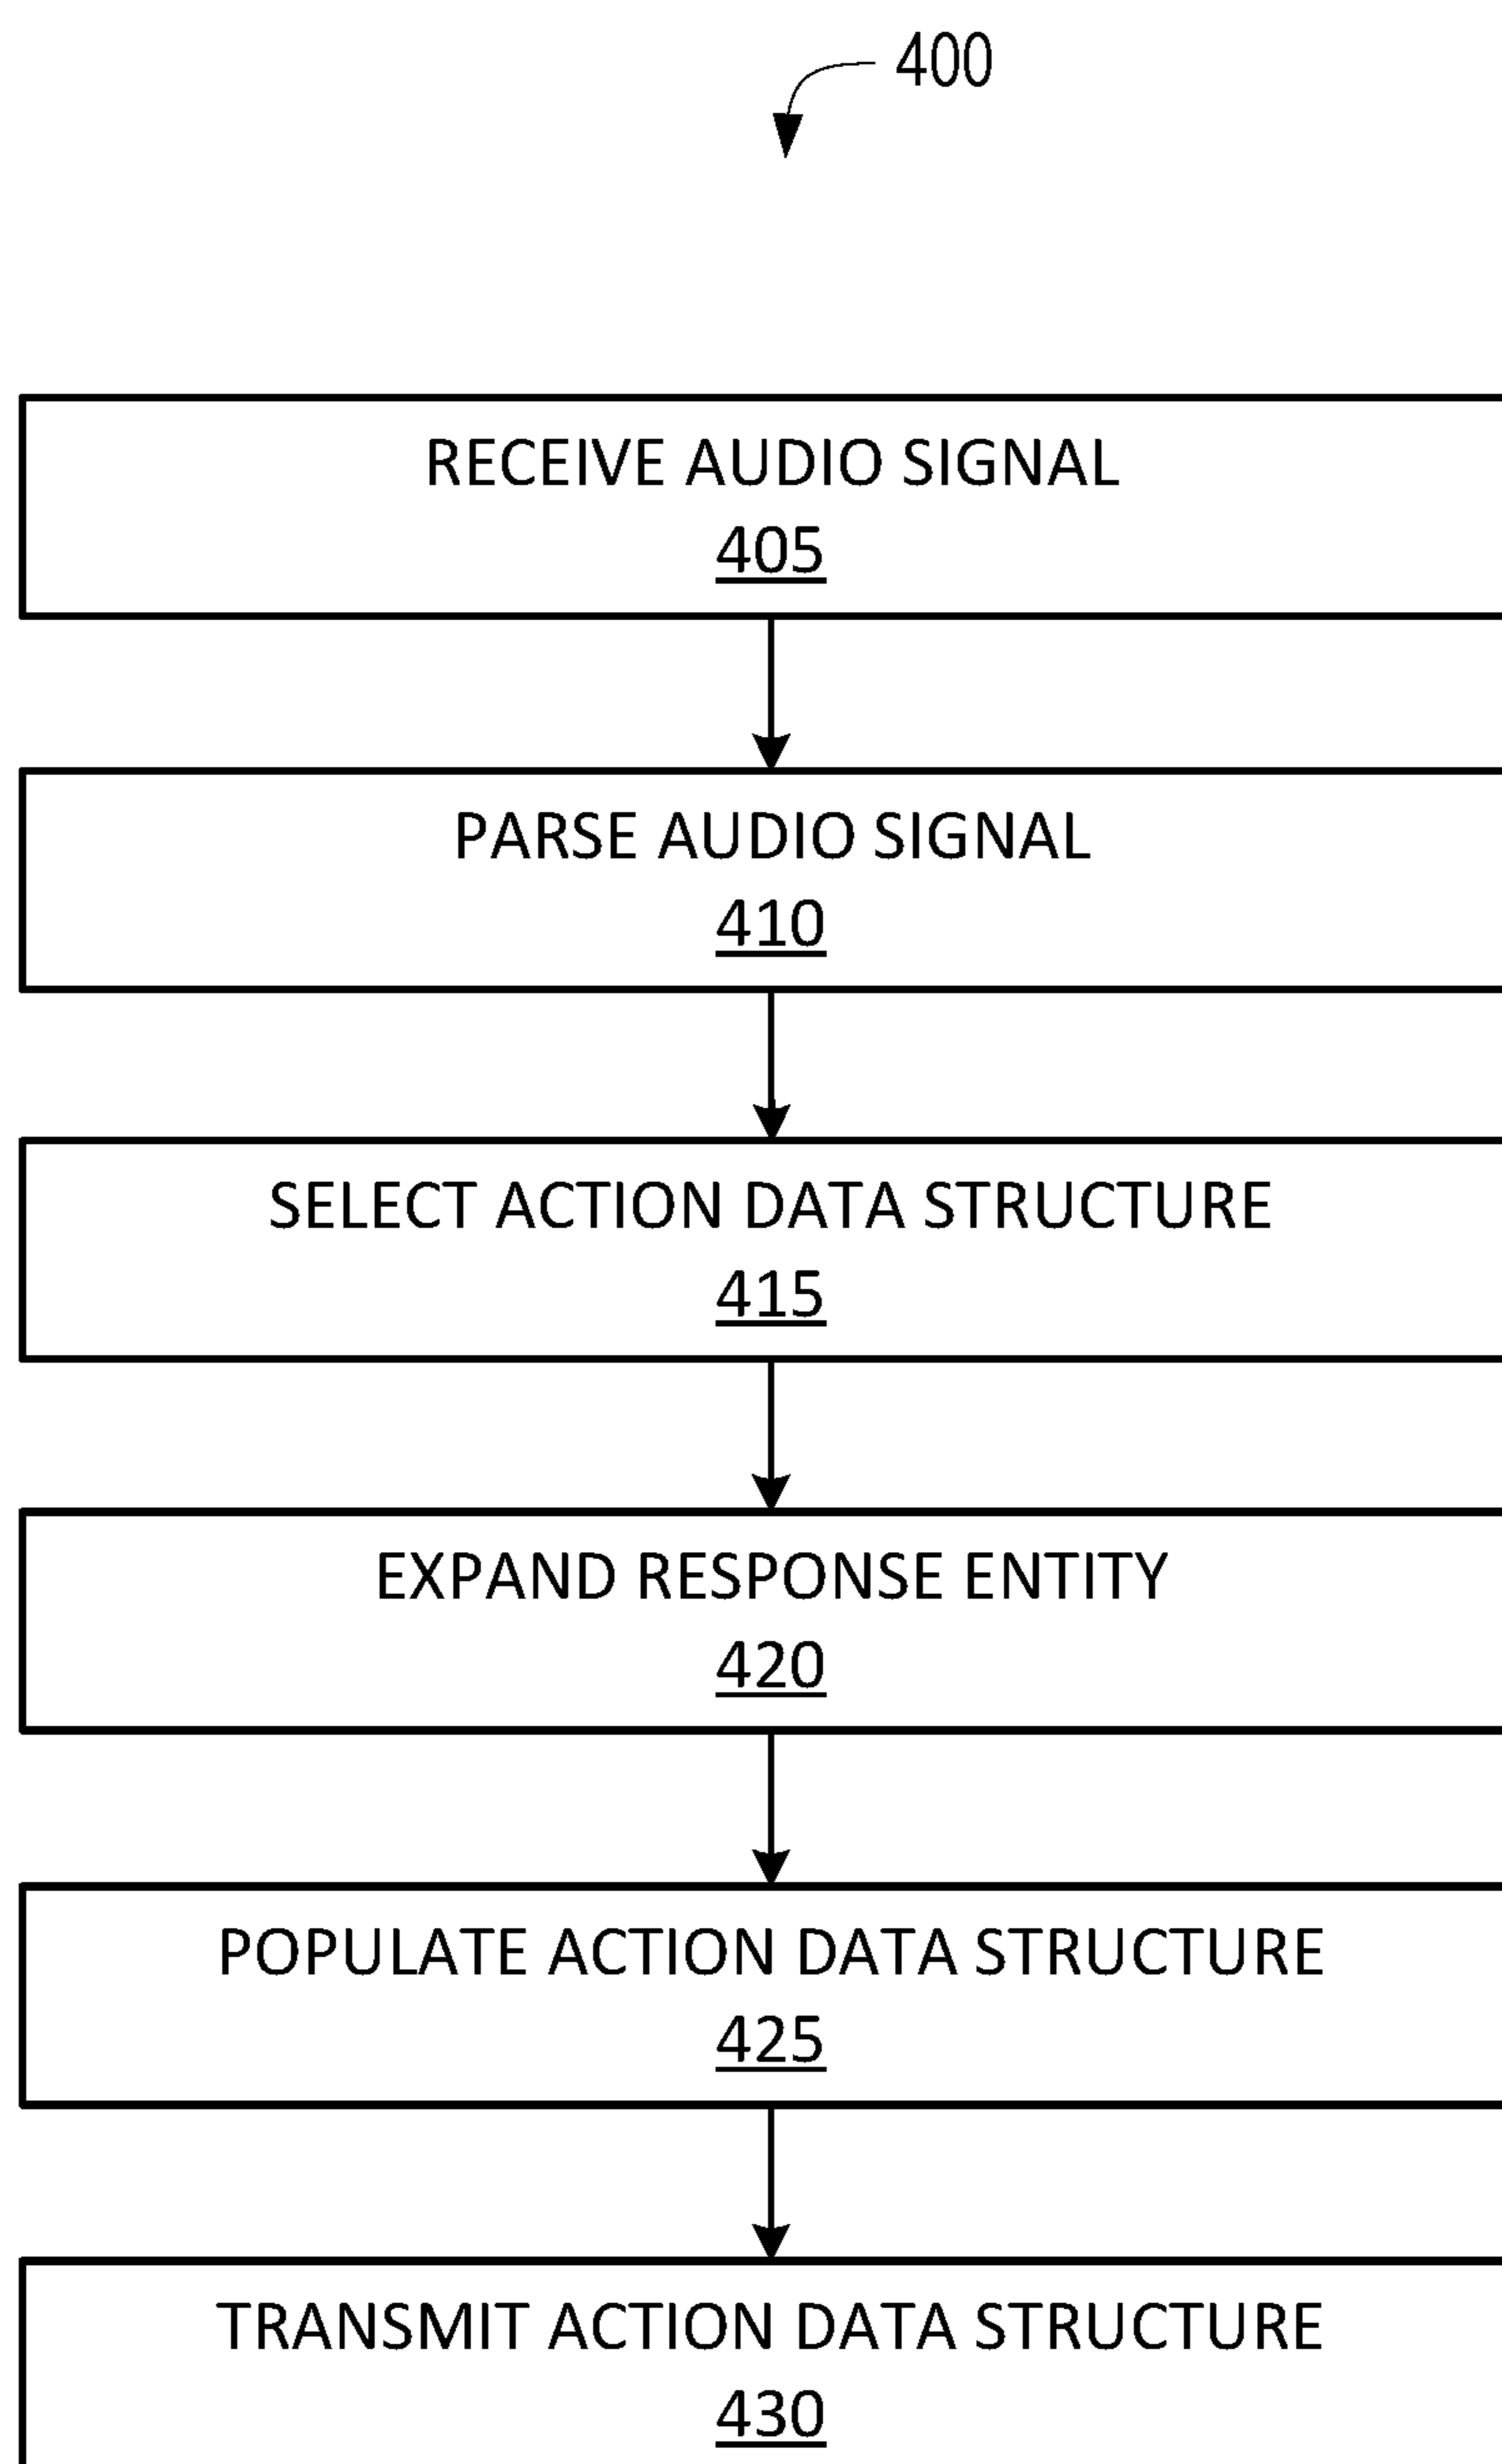 400
RECEIVE AUDIO SIGNAL
405
PARSE AUDIO SIGNAL
410
SELECT ACTION DATA STRUCTURE
415
EXPAND RESPONSE ENTITY
420
POPULATE ACTION DATA STRUCTURE
425
TRANSMIT ACTION DATA STRUCTURE
430